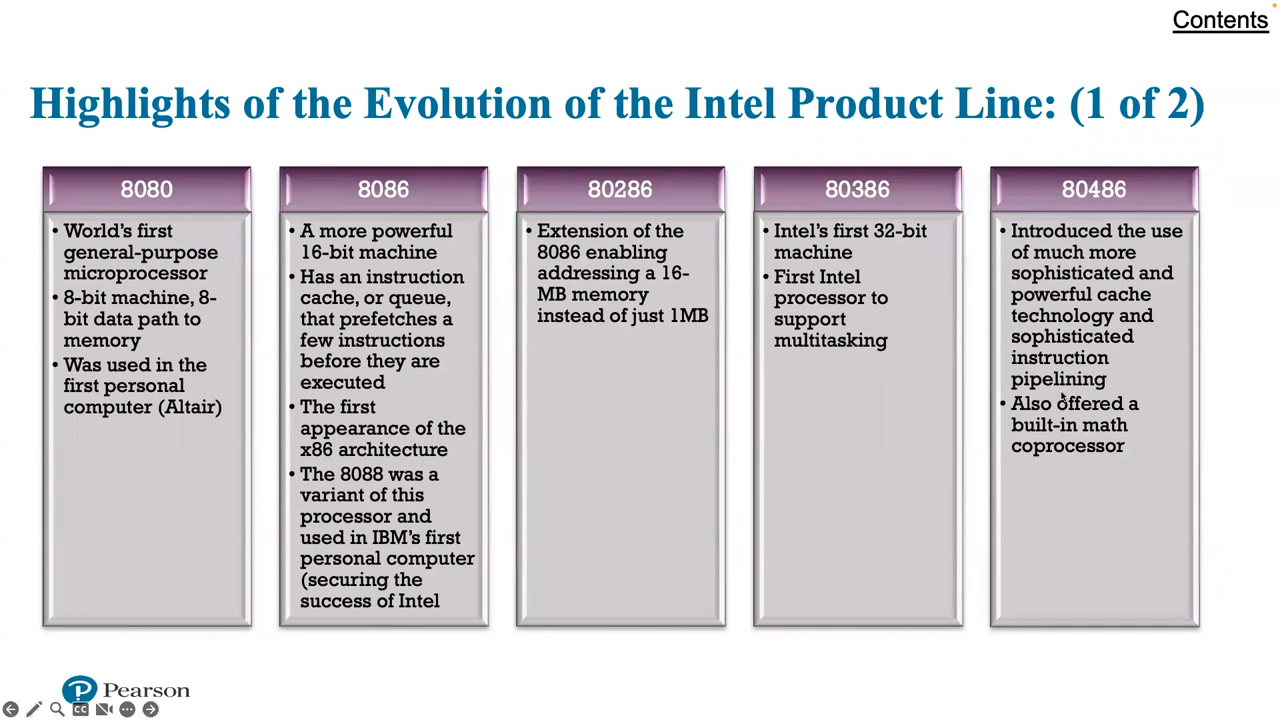 Contents
Highlights of the Evolution of the Intel Product Line: (1 of 2)
8080
• World's first
general-purpose
microprocessor
• 8-bit machine, 8-
bit data path to
memory
• Was used in the
first personal
computer (Altair)
8086
• A more powerful
16-bit machine
• Has an instruction
cache, or queue,
that prefetches a
few instructions
before they are
executed
• The first
appearance of the
x86 architecture
• The 8088 was a
variant of this
processor and
used in IBM's first
personal computer
(securing the
success of Intel
80286
• Extension of the
8086 enabling
addressing a 16-
MB memory
instead of just 1MB
80386
• Intel's first 32-bit
machine
• First Intel
processor to
support
multitasking
80486
• Introduced the use
of much more
sophisticated and
powerful cache
technology and
sophisticated
instruction
pipelining
• Also offered a
built-in math
coprocessor
P Pearson
CC